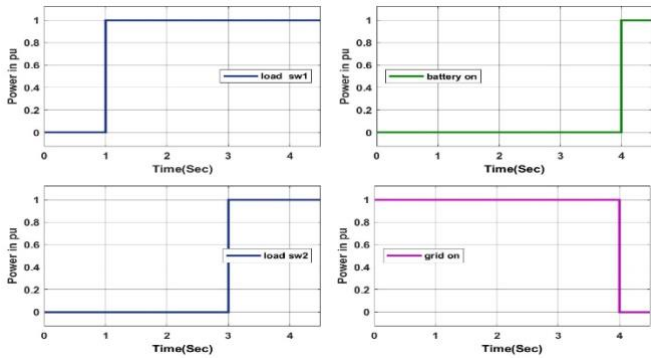 1
0.8
0.6
0.4
0.2
0
Power in pu
load sw1
0 1 2 3 4
Time(Sec)
1
0.8
0.6
0.4
0.2
0
Power in pu
battery on
0 1 2 3 4
Time(Sec)
1
0.8
0.6
0.4
0.2
0
Power in pu
load sw2
0 1 2 3 4
Time(Sec)
1
0.8
0.6
0.4
0.2
0
Power in pu
grid on
0 1 2 3 4
Time(Sec)